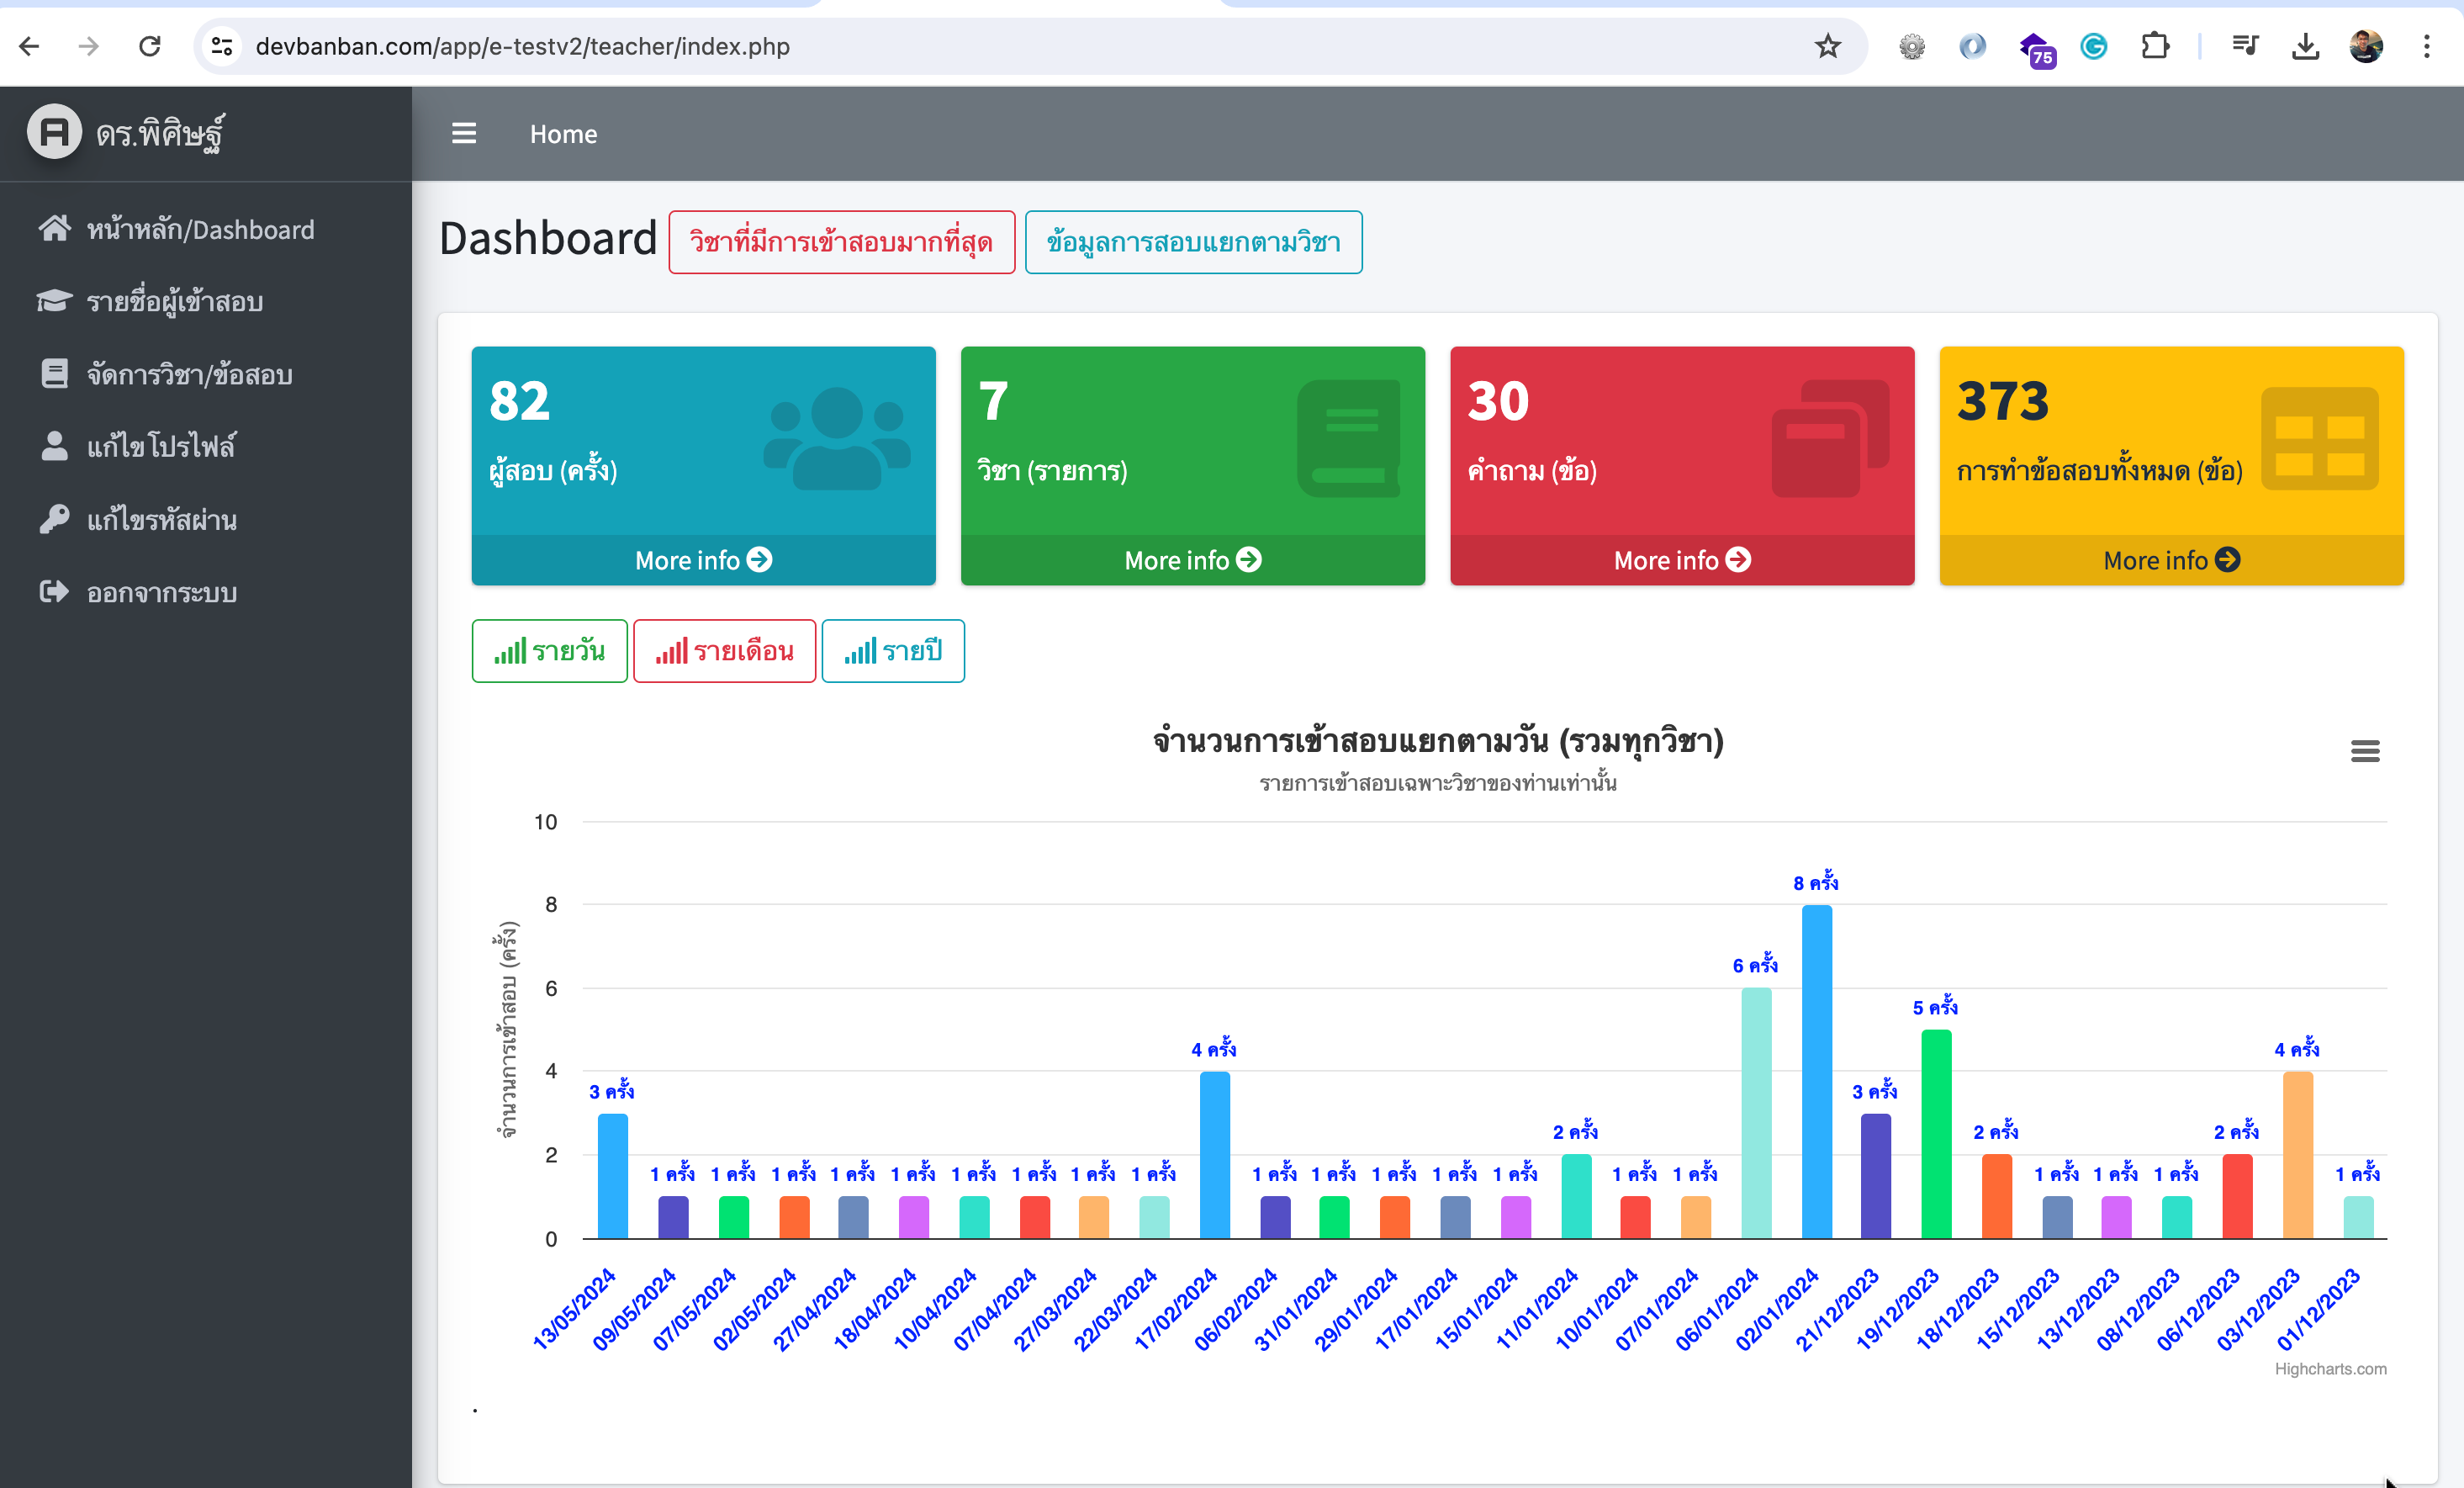 devbanban.com/app/e-testv2/teacher/index.php
75
ดร.พิศิษฐ์
Home
หน้าหลัก/Dashboard
รายชื่อผู้เข้าสอบ
จัดการวิชา/ข้อสอบ
แก้ไขโปรไฟล์
แก้ไขรหัสผ่าน
ออกจากระบบ
Dashboard วิชาที่มีการเข้าสอบมากที่สุด ข้อมูลการสอบแยกตามวิชา
82
ผู้สอบ (ครั้ง)
More info
7
วิชา (รายการ)
More info
30
คำถาม (ข้อ)
More info
373
การทำข้อสอบทั้งหมด (ข้อ)
More info
รายวัน รายเดือน รายปี
จำนวนการเข้าสอบแยกตามวัน (รวมทุกวิชา)
รายการเข้าสอบเฉพาะวิชาของท่านเท่านั้น
จำนวนการเข้าสอบ (ครั้ง)
10
8
6
4
2
0
3 ครั้ง
1 ครั้ง
1 ครั้ง
1 ครั้ง
1 ครั้ง
1 ครั้ง
1 ครั้ง
1 ครั้ง
1 ครั้ง
1 ครั้ง
4 ครั้ง
1 ครั้ง
1 ครั้ง
1 ครั้ง
1 ครั้ง
1 ครั้ง
2 ครั้ง
1 ครั้ง
1 ครั้ง
6 ครั้ง
8 ครั้ง
3 ครั้ง
5 ครั้ง
2 ครั้ง
1 ครั้ง
1 ครั้ง
1 ครั้ง
2 ครั้ง
4 ครั้ง
1 ครั้ง
13/05/2024
09/05/2024
07/05/2024
02/05/2024
27/04/2024
18/04/2024
10/04/2024
07/04/2024
27/03/2024
22/03/2024
17/02/2024
06/02/2024
31/01/2024
29/01/2024
17/01/2024
15/01/2024
11/01/2024
10/01/2024
07/01/2024
06/01/2024
02/01/2024
21/12/2023
19/12/2023
18/12/2023
15/12/2023
13/12/2023
08/12/2023
06/12/2023
03/12/2023
01/12/2023
Highcharts.com
.